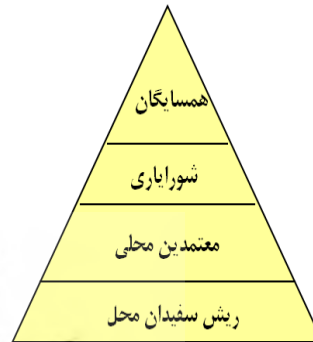 همسایگان
شورایاری
معتمدین محلی
ریش سفیدان محل